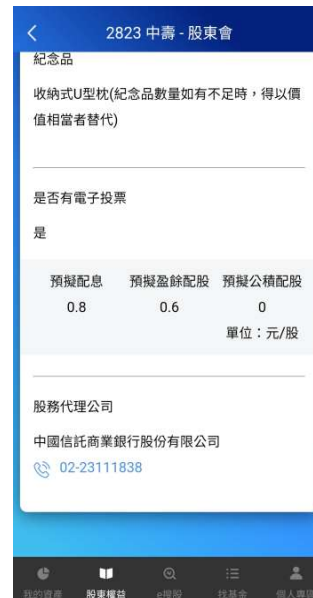 2823 中壽 - 股東會
紀念品
收納式U型枕(紀念品數量如有不足時，得以價
值相當者替代)
是否有電子投票
是
預擬配息 預擬盈餘配股 預擬公積配股
0.8 0.6 0
單位：元/股
股務代理公司
中國信託商業銀行股份有限公司
02-23111838
我的資產 股東權益 e櫃股 找基金 個人專區